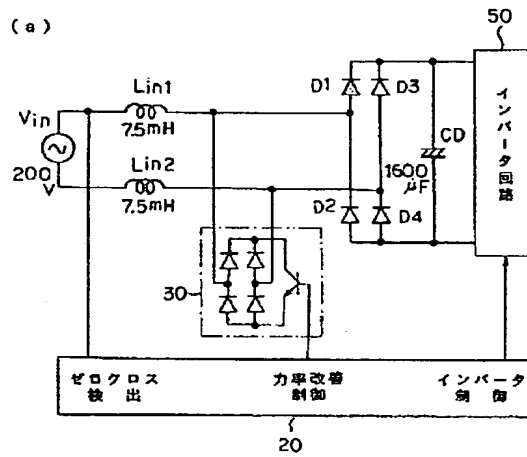 (a)
50
Lin1
7.5mH
D1
D3
Vin
200
V
Lin2
7.5mH
CD
1600
μF
D2
D4
インバータ回路
30
ゼロクロス
検出
力率改善
制御
インバータ
制御
20